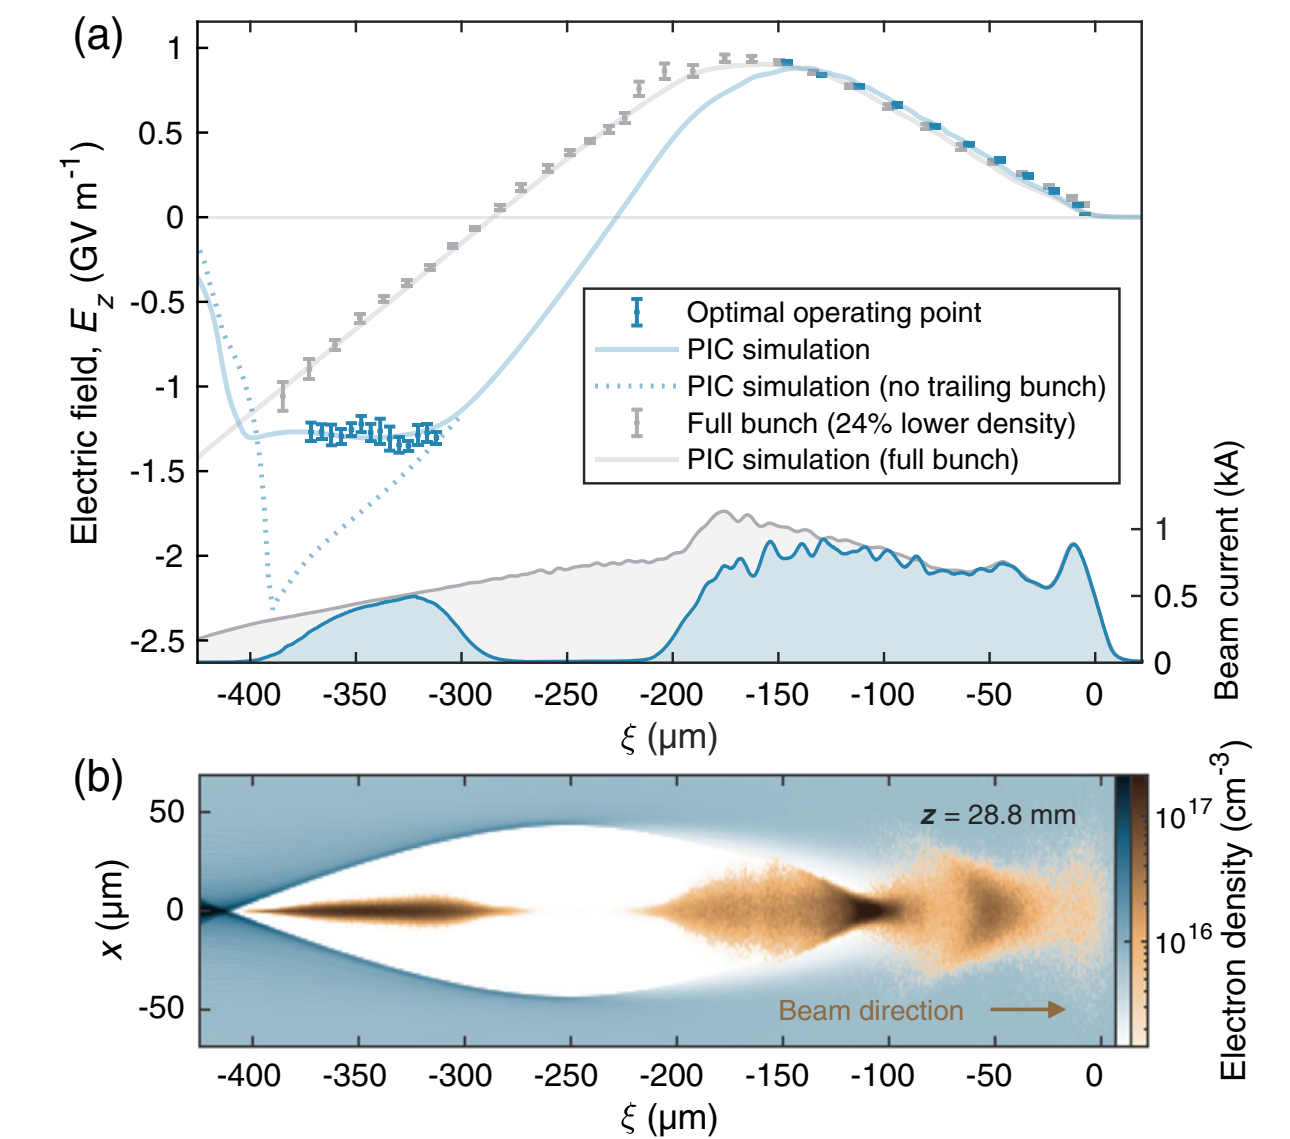 (a)
Electric field, E_z (GV m^-1)
1
0.5
0
-0.5
-1
-1.5
-2
-2.5
Optimal operating point
PIC simulation
PIC simulation (no trailing bunch)
Full bunch (24% lower density)
PIC simulation (full bunch)
1
0.5
0
Beam current (kA)
-400 -350 -300 -250 -200 -150 -100 -50 0
ξ (μm)
(b)
x (μm)
50
0
-50
z = 28.8 mm
Beam direction
10^17
10^16
Electron density (cm^-3)
-400 -350 -300 -250 -200 -150 -100 -50 0
ξ (μm)